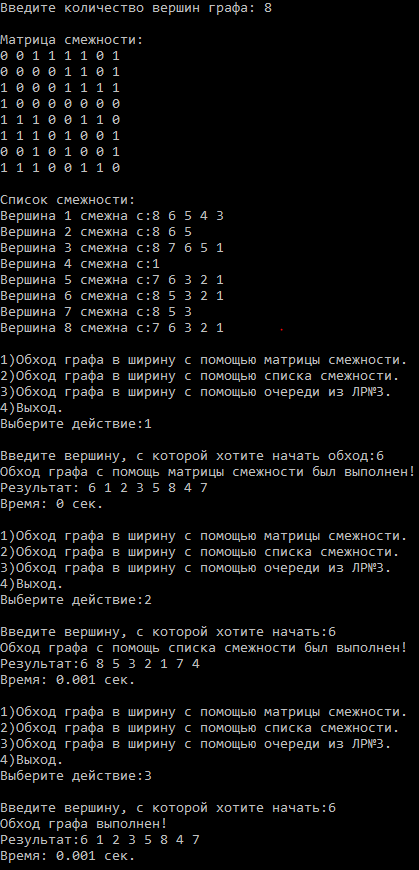 Введите количество вершин графа: 8
Матрица смежности:
0 0 1 1 1 1 0 1
0 0 0 0 1 1 0 1
1 0 0 0 1 1 1 1
1 0 0 0 0 0 0 0
1 1 1 0 0 1 1 0
1 1 1 0 1 0 0 1
0 0 1 0 1 0 0 1
1 1 1 0 0 1 1 0
Список смежности:
Вершина 1 смежна с:8 6 5 4 3
Вершина 2 смежна с:8 6 5
Вершина 3 смежна с:8 7 6 5 1
Вершина 4 смежна с:1
Вершина 5 смежна с:7 6 3 2 1
Вершина 6 смежна с:8 5 3 2 1
Вершина 7 смежна с:8 5 3
Вершина 8 смежна с:7 6 3 2 1
1)Обход графа в ширину с помощью матрицы смежности.
2)Обход графа в ширину с помощью списка смежности.
3)Обход графа в ширину с помощью очереди из ЛР№3.
4)Выход.
Выберите действие:1
Введите вершину, с которой хотите начать обход:6
Обход графа с помощь матрицы смежности был выполнен!
Результат: 6 1 2 3 5 8 4 7
Время: 0 сек.
1)Обход графа в ширину с помощью матрицы смежности.
2)Обход графа в ширину с помощью списка смежности.
3)Обход графа в ширину с помощью очереди из ЛР№3.
4)Выход.
Выберите действие:2
Введите вершину, с которой хотите начать:6
Обход графа с помощь списка смежности был выполнен!
Результат:6 8 5 3 2 1 7 4
Время: 0.001 сек.
1)Обход графа в ширину с помощью матрицы смежности.
2)Обход графа в ширину с помощью списка смежности.
3)Обход графа в ширину с помощью очереди из ЛР№3.
4)Выход.
Выберите действие:3
Введите вершину, с которой хотите начать:6
Обход графа выполнен!
Результат:6 1 2 3 5 8 4 7
Время: 0.001 сек.